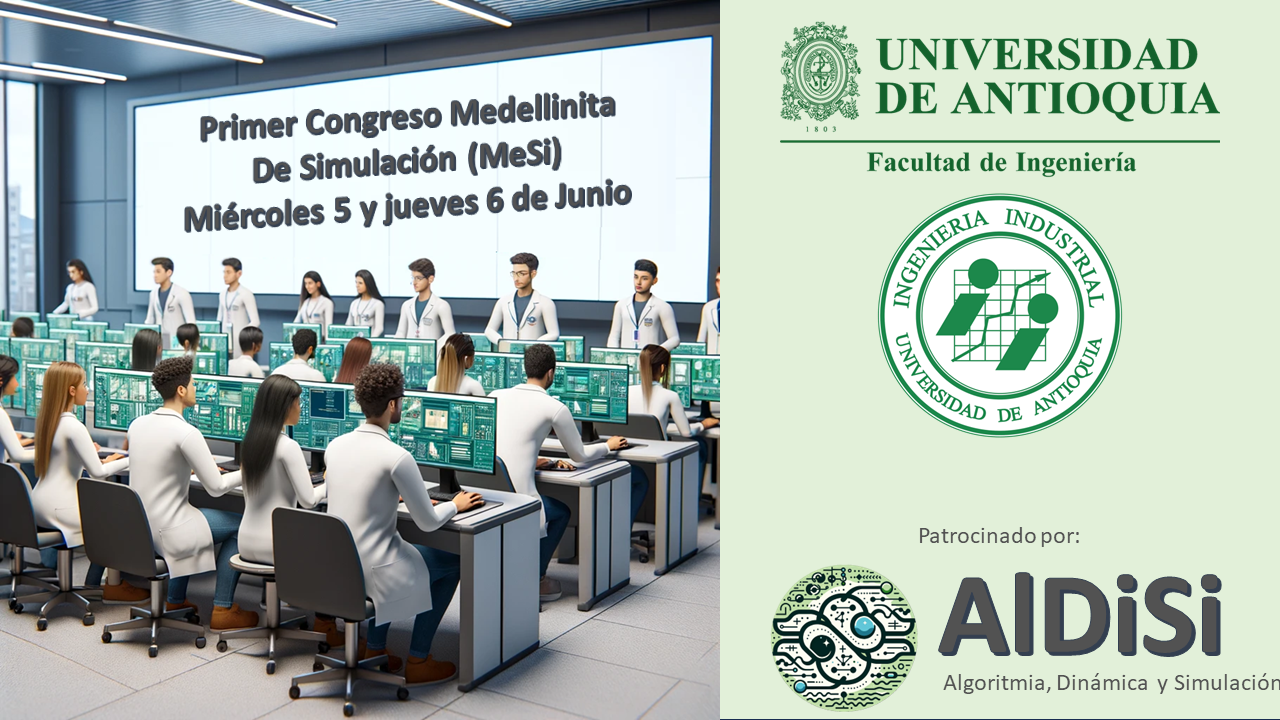 Primer Congreso Medellinita
De Simulación (MeSi)
Miércoles 5 y jueves 6 de Junio
UNIVERSIDAD
DE ANTIOQUIA
1803
Facultad de Ingeniería
INGENIERIA INDUSTRIAL
UNIVERSIDAD DE ANTIOQUIA
Patrocinado por:
AlDiSi
Algoritmia, Dinámica y Simulación